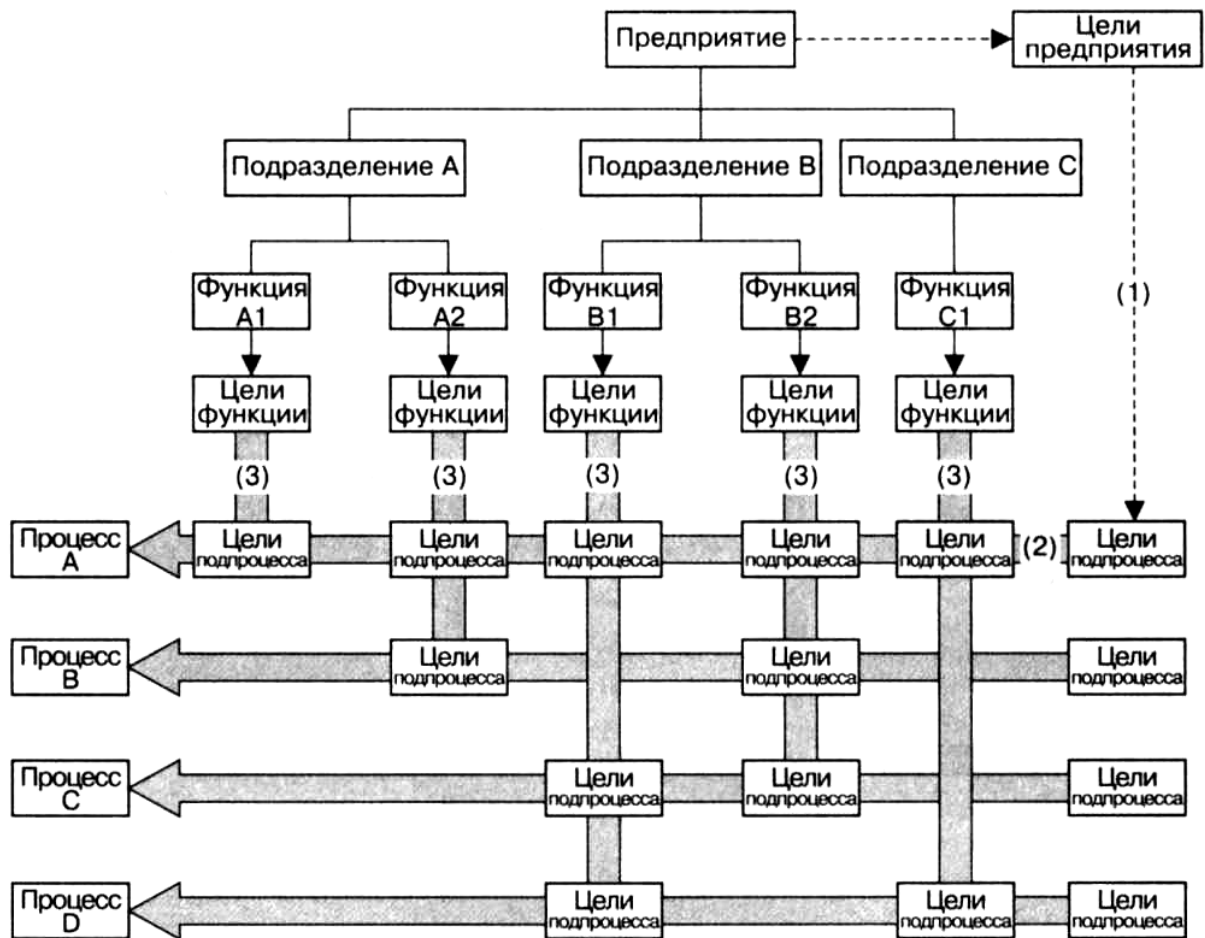 Предприятие
Цели
предприятия
Подразделение А
Подразделение В
Подразделение С
Функция
А1
Функция
А2
Функция
В1
Функция
В2
Функция
С1
(1)
Цели
функции
Цели
функции
Цели
функции
Цели
функции
Цели
функции
(3)
(3)
(3)
(3)
(3)
Процесс
А
Цели
подпроцесса
Цели
подпроцесса
Цели
подпроцесса
Цели
подпроцесса
Цели
подпроцесса
(2)
Цели
подпроцесса
Процесс
В
Цели
подпроцесса
Цели
подпроцесса
Цели
подпроцесса
Процесс
С
Цели
подпроцесса
Цели
подпроцесса
Цели
подпроцесса
Процесс
D
Цели
подпроцесса
Цели
подпроцесса
Цели
подпроцесса